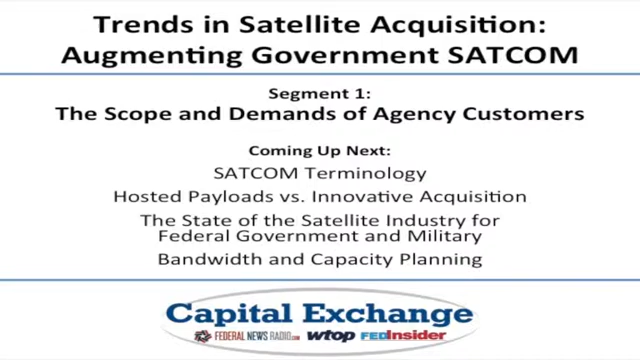 Trends in Satellite Acquisition:
Augmenting Government SATCOM
Segment 1:
The Scope and Demands of Agency Customers
Coming Up Next:
SATCOM Terminology
Hosted Payloads vs. Innovative Acquisition
The State of the Satellite Industry for
Federal Government and Military
Bandwidth and Capacity Planning
Capital Exchange
FEDERAL NEWS RADIO.COM wtop FEDInsider